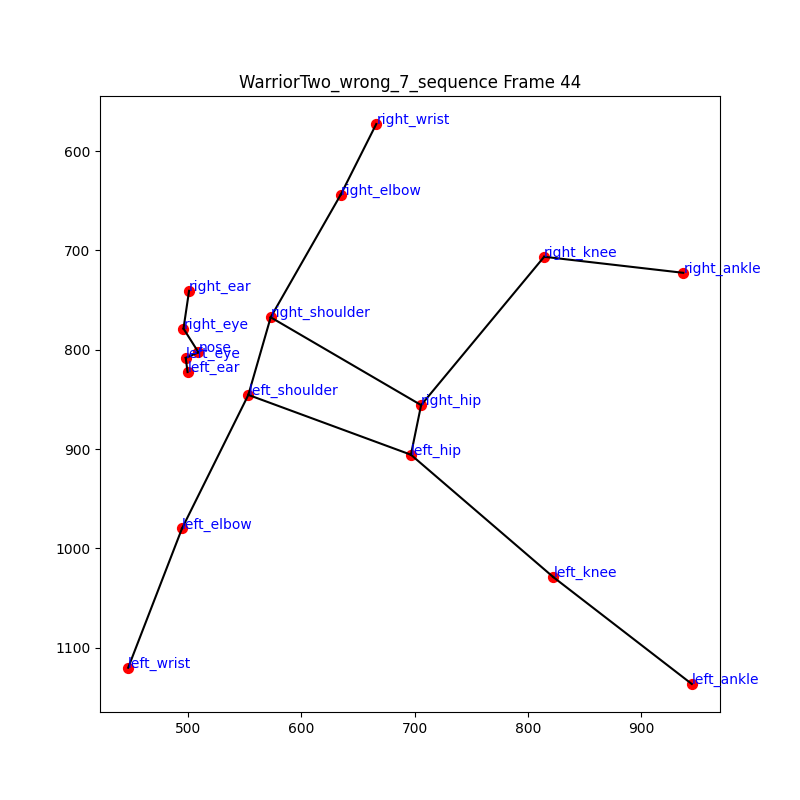 WarriorTwo_wrong_7_sequence Frame 44
right_wrist
right_elbow
right_knee
right_ankle
right_ear
right_shoulder
right_eye
nose
left_eye
left_ear
left_shoulder
right_hip
left_hip
left_elbow
left_knee
left_wrist
left_ankle
600
700
800
900
1000
1100
500
600
700
800
900